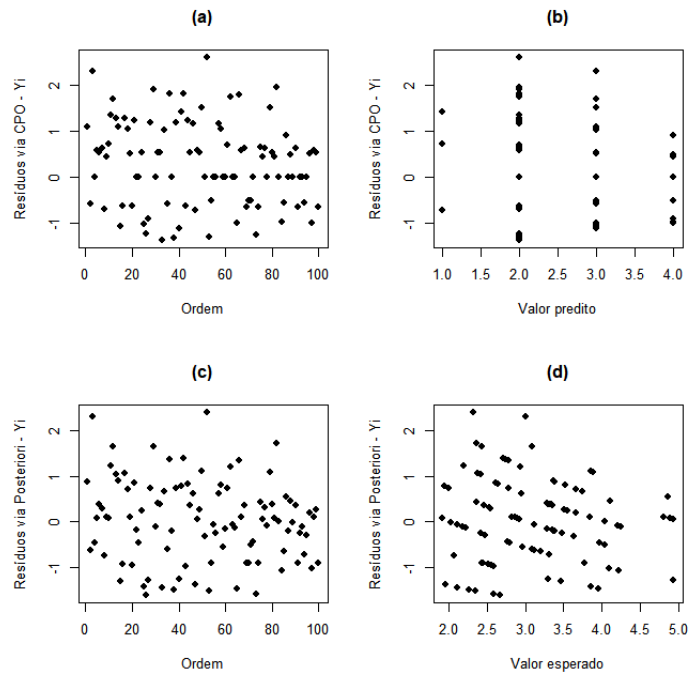 (a)
Resíduos via CPO - Yi
2
1
0
-1
0 20 40 60 80 100
Ordem
(b)
Resíduos via CPO - Yi
2
1
0
-1
1.0 1.5 2.0 2.5 3.0 3.5 4.0
Valor predito
(c)
Resíduos via Posteriori - Yi
2
1
0
-1
0 20 40 60 80 100
Ordem
(d)
Resíduos via Posteriori - Yi
2
1
0
-1
2.0 2.5 3.0 3.5 4.0 4.5 5.0
Valor esperado